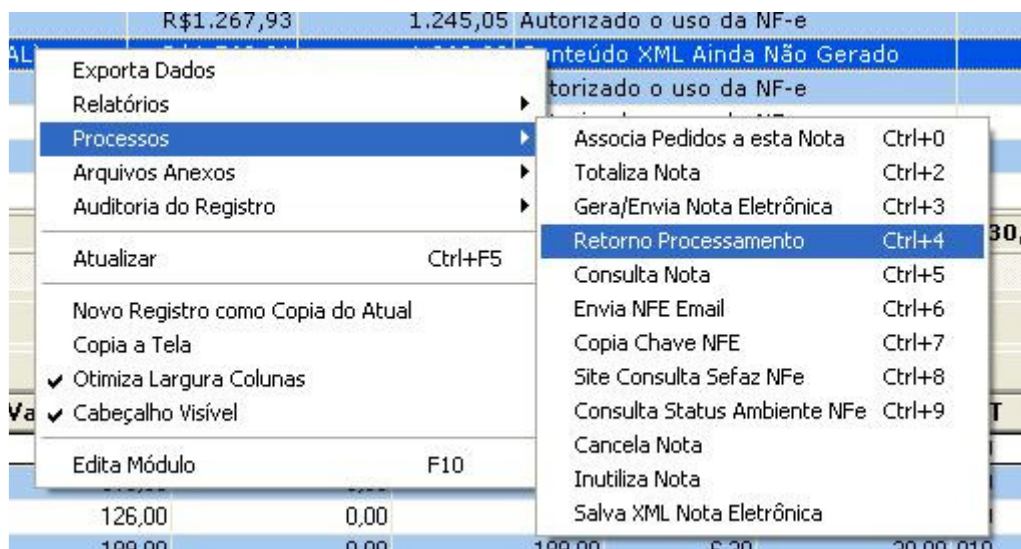 R$1.267,93 1.245,05 Autorizado o uso da NF-e
nteúdo XML Ainda Não Gerado
torizado o uso da NF-e
Exporta Dados
Relatórios
Processos
Arquivos Anexos
Auditoria do Registro
Atualizar Ctrl+F5
Novo Registro como Copia do Atual
Copia a Tela
Otimiza Largura Colunas
Cabeçalho Visível
Edita Módulo F10
Associa Pedidos a esta Nota Ctrl+0
Totaliza Nota Ctrl+2
Gera/Envia Nota Eletrônica Ctrl+3
Retorno Processamento Ctrl+4
Consulta Nota Ctrl+5
Envia NFE Email Ctrl+6
Copia Chave NFE Ctrl+7
Site Consulta Sefaz NFe Ctrl+8
Consulta Status Ambiente NFe Ctrl+9
Cancela Nota
Inutiliza Nota
Salva XML Nota Eletrônica
30,
Va T
126,00 0,00